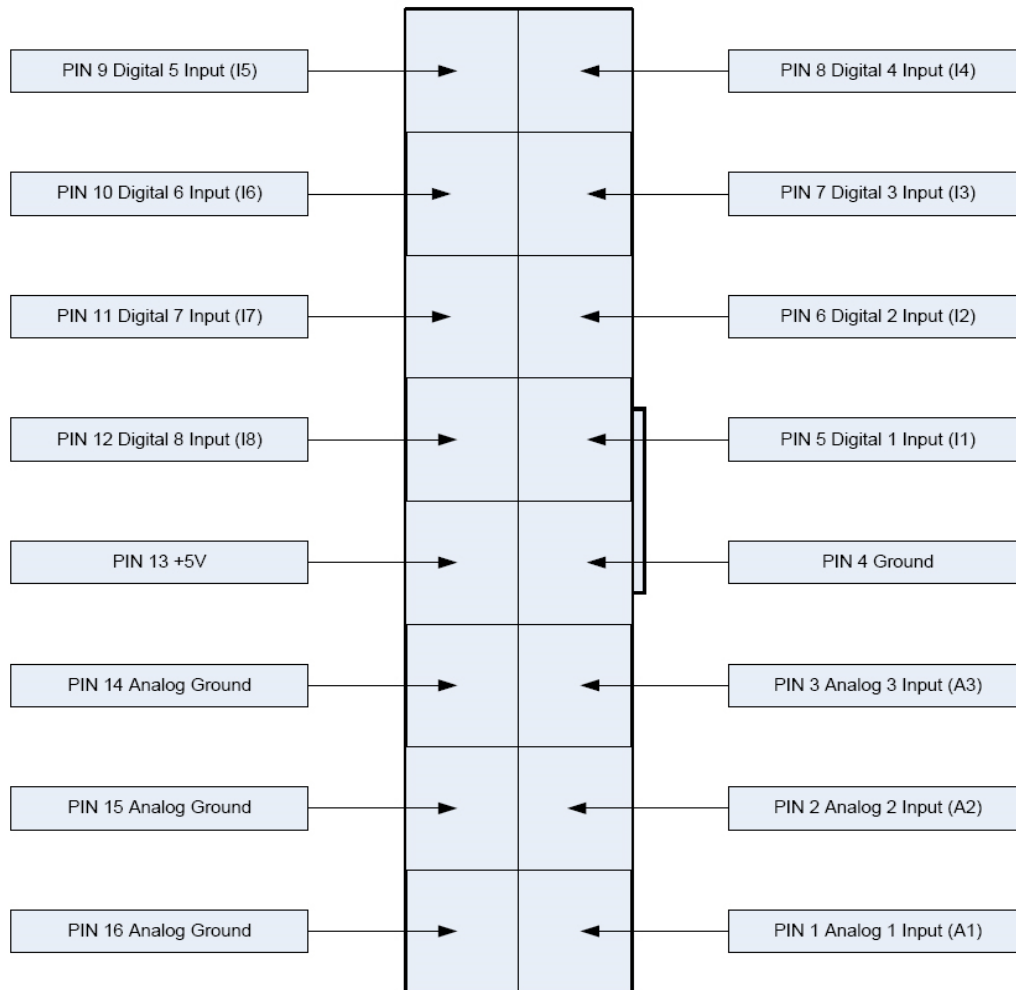 PIN 9 Digital 5 Input (I5)
PIN 8 Digital 4 Input (I4)
PIN 10 Digital 6 Input (I6)
PIN 7 Digital 3 Input (I3)
PIN 11 Digital 7 Input (I7)
PIN 6 Digital 2 Input (I2)
PIN 12 Digital 8 Input (I8)
PIN 5 Digital 1 Input (I1)
PIN 13 +5V
PIN 4 Ground
PIN 14 Analog Ground
PIN 3 Analog 3 Input (A3)
PIN 15 Analog Ground
PIN 2 Analog 2 Input (A2)
PIN 16 Analog Ground
PIN 1 Analog 1 Input (A1)